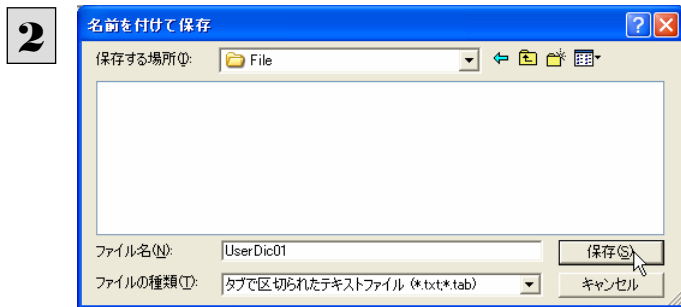 2
名前を付けて保存
保存する場所(I): File
ファイル名(N): UserDic01 保存(S)
ファイルの種類(T): タブで区切られたテキストファイル (*.txt;*.tab) キャンセル